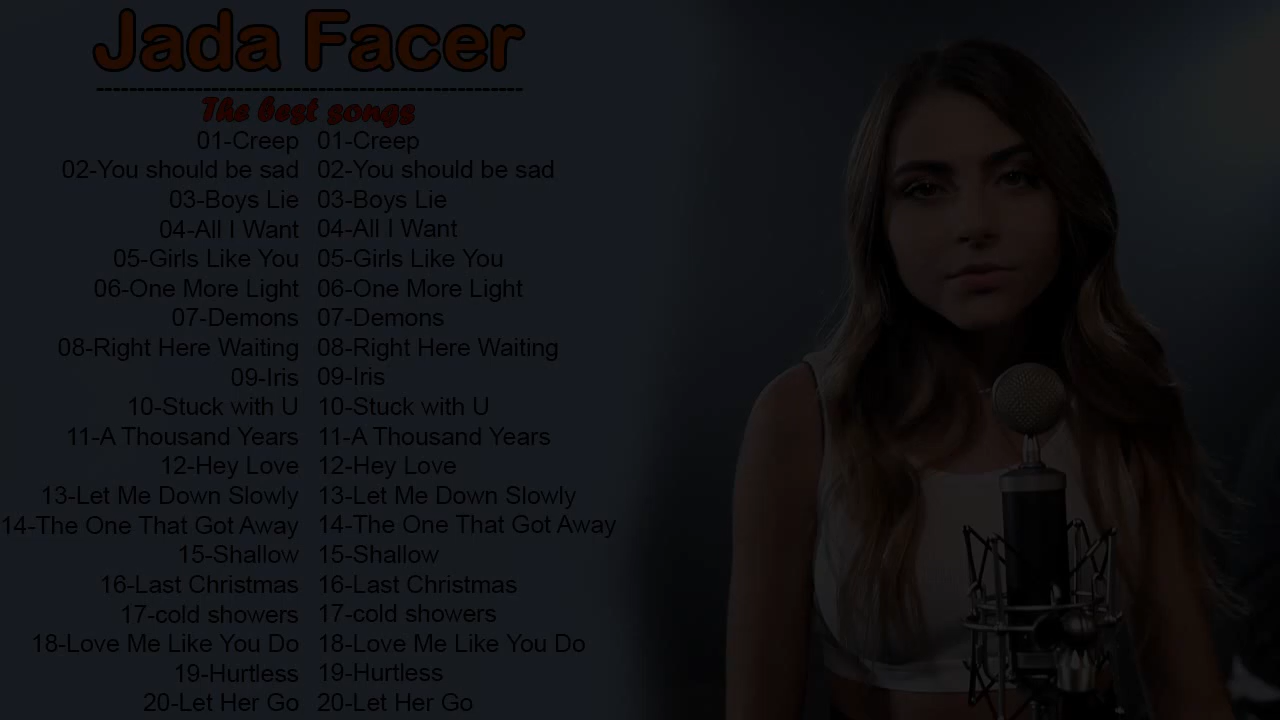 Jada Facer
------------------------------------------
The best songs
01-Creep 01-Creep
02-You should be sad 02-You should be sad
03-Boys Lie 03-Boys Lie
04-All I Want 04-All I Want
05-Girls Like You 05-Girls Like You
06-One More Light 06-One More Light
07-Demons 07-Demons
08-Right Here Waiting 08-Right Here Waiting
09-Iris 09-Iris
10-Stuck with U 10-Stuck with U
11-A Thousand Years 11-A Thousand Years
12-Hey Love 12-Hey Love
13-Let Me Down Slowly 13-Let Me Down Slowly
14-The One That Got Away 14-The One That Got Away
15-Shallow 15-Shallow
16-Last Christmas 16-Last Christmas
17-cold showers 17-cold showers
18-Love Me Like You Do 18-Love Me Like You Do
19-Hurtless 19-Hurtless
20-Let Her Go 20-Let Her Go